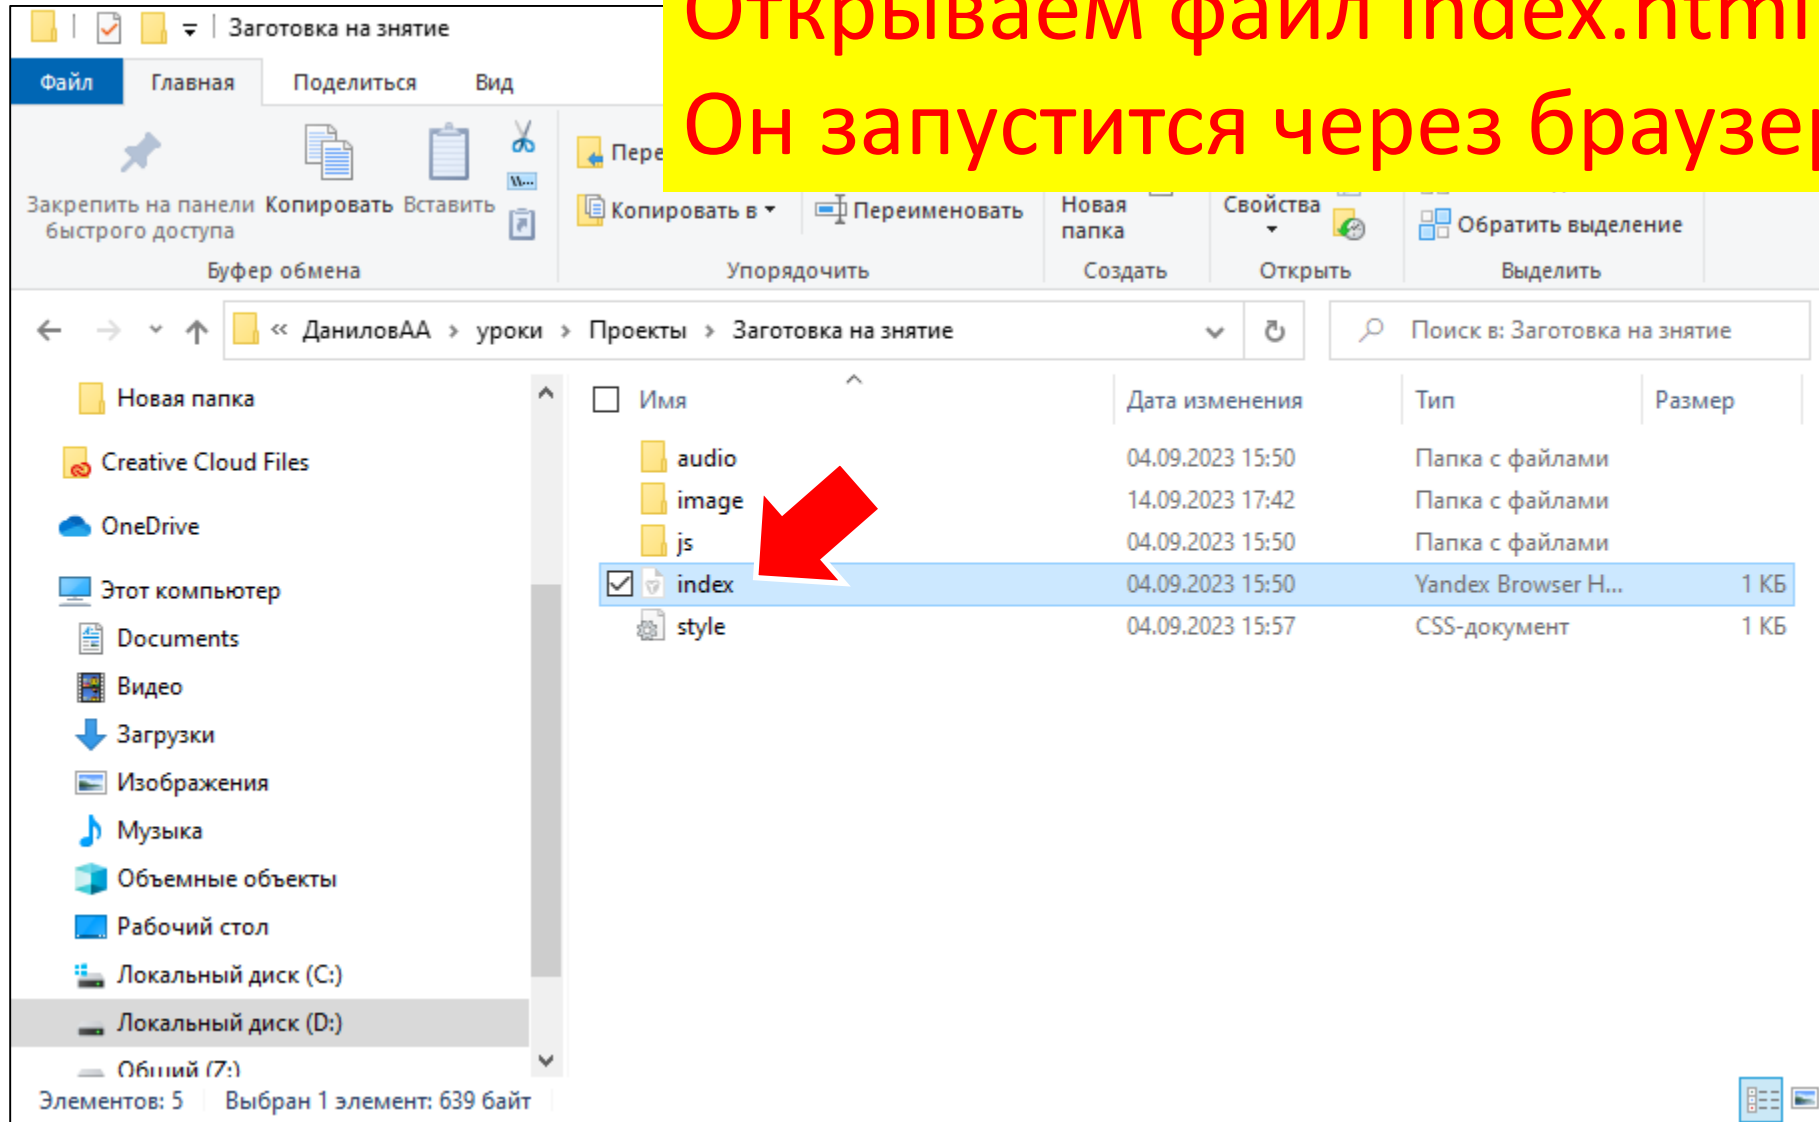 Заготовка на знятие
Открываем файл index.html
Он запустится через
Файл Главная Поделиться Вид
Закрепить на панели быстрого доступа
Копировать
Вставить
Буфер обмена
Копировать в
Переименовать
Упорядочить
Новая папка
Создать
Свойства
Открыть
Обратить выделение
Выделить
« ДаниловАА > уроки > Проекты > Заготовка на знятие
Поиск в: Заготовка на знятие
Новая папка
Creative Cloud Files
OneDrive
Этот компьютер
Documents
Видео
Загрузки
Изображения
Музыка
Объемные объекты
Рабочий стол
Локальный диск (C:)
Локальный диск (D:)
Общий (Z:)
Имя Дата изменения Тип Размер
audio 04.09.2023 15:50 Папка с файлами
image 14.09.2023 17:42 Папка с файлами
js 04.09.2023 15:50 Папка с файлами
index 04.09.2023 15:50 Yandex Browser H... 1 КБ
style 04.09.2023 15:57 CSS-документ 1 КБ
Элементов: 5 Выбран 1 элемент: 639 байт